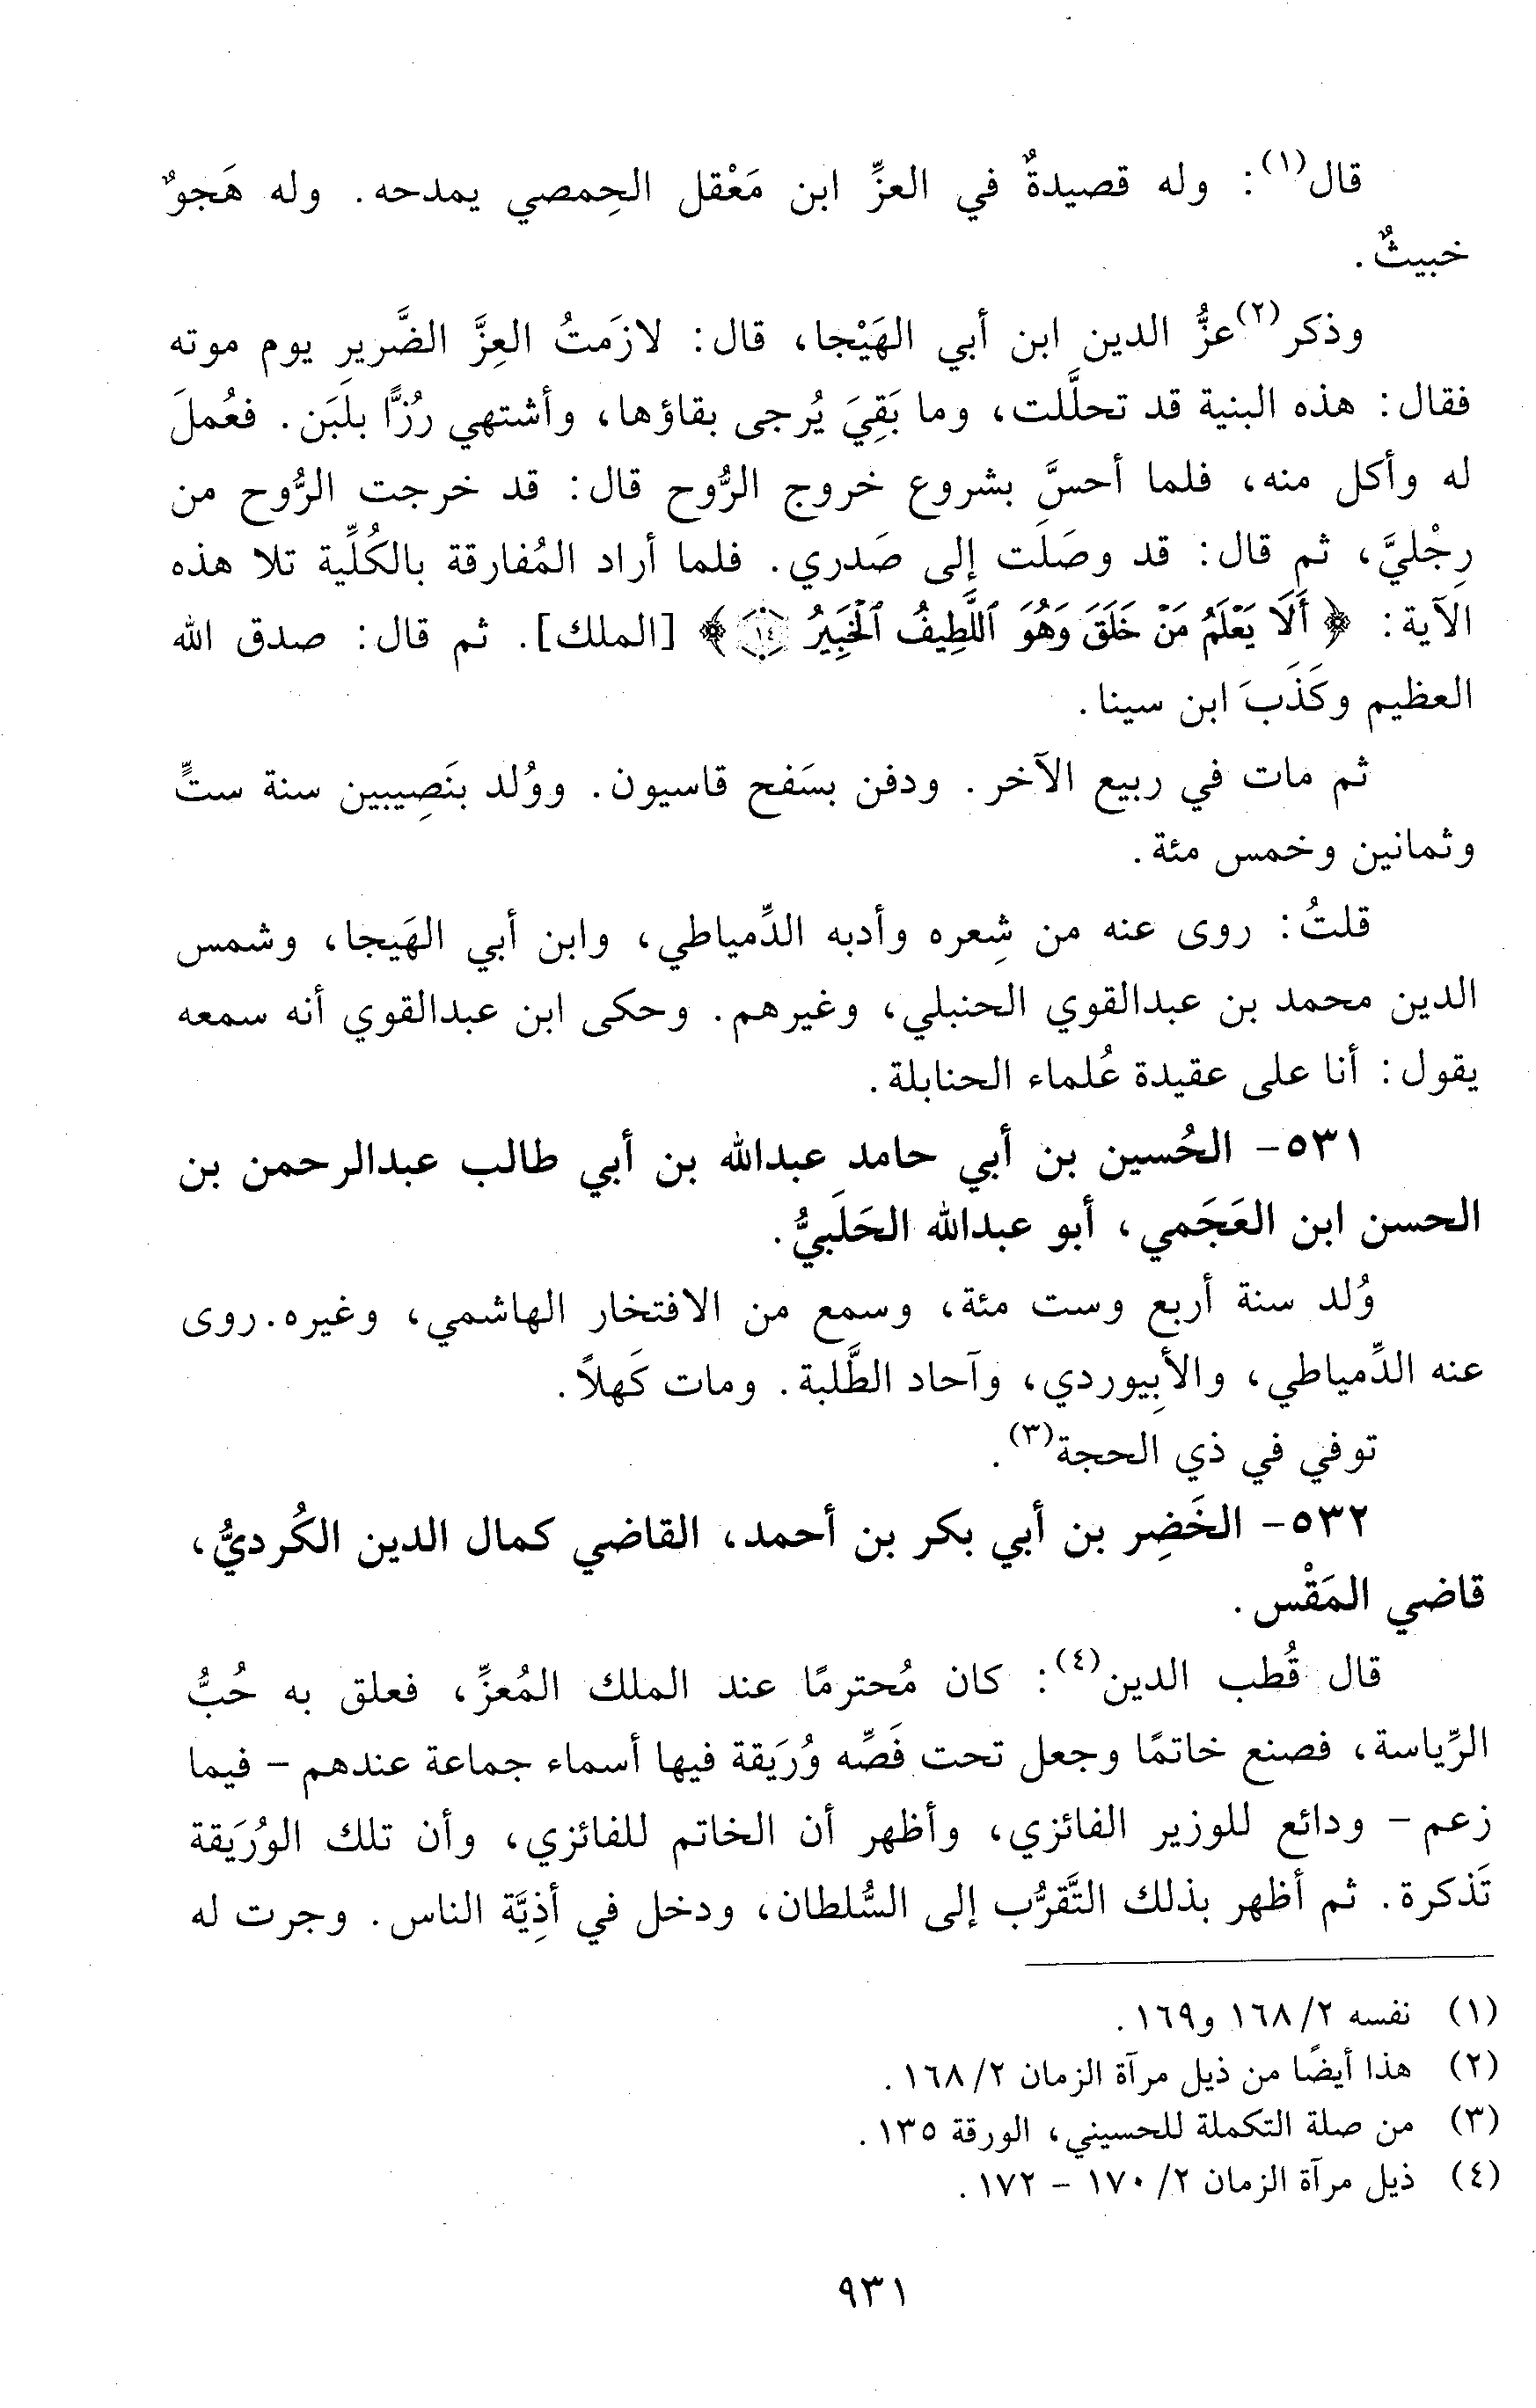 قال(١): وله قصيدةٌ في العزِّ ابن مَعْقل الحِمصي يمدحه. وله هَجوٌ
خبيثٌ.
وذكر(٢) عزُّ الدين ابن أبي الهَيْجا، قال: لازَمتُ العِزَّ الضَّرير يوم موته
فقال: هذه البنية قد تحلَّلت، وما بَقِيَ يُرجى بقاؤها، وأشتهي رُزًّا بلَبَن. فعُملَ
له وأكل منه، فلما أحسَّ بشروع خروج الرُّوح قال: قد خرجت الرُّوح من
رِجْليَّ، ثم قال: قد وصَلَت إلى صَدري. فلما أراد المُفارقة بالكُلِّية تلا هذه
الآية: ﴿أَلَا يَعْلَمُ مَنْ خَلَقَ وَهُوَ اللَّطِيفُ الْخَبِيرُ ١٤﴾ [الملك]. ثم قال: صدق الله
العظيم وكَذَبَ ابن سينا.
ثم مات في ربيع الآخر. ودفن بسَفح قاسيون. ووُلد بنَصِيبين سنة ستٍّ
وثمانين وخمس مئة.
قلتُ: روى عنه من شِعره وأدبه الدِّمياطي، وابن أبي الهَيجا، وشمس
الدين محمد بن عبدالقوي الحنبلي، وغيرهم. وحكى ابن عبدالقوي أنه سمعه
يقول: أنا على عقيدة عُلماء الحنابلة.
٥٣١- الحُسين بن أبي حامد عبدالله بن أبي طالب عبدالرحمن بن
الحسن ابن العَجَمي، أبو عبدالله الحَلَبيُّ.
وُلد سنة أربع وست مئة، وسمع من الافتخار الهاشمي، وغيره. روى
عنه الدِّمياطي، والأبِيوردي، وآحاد الطَّلبة. ومات كَهلاً.
توفي في ذي الحجة(٣).
٥٣٢- الخَضِر بن أبي بكر بن أحمد، القاضي كمال الدين الكُرديُّ،
قاضي المَقْس.
قال قُطب الدين(٤): كان مُحترمًا عند الملك المُعزِّ، فعلق به حُبُّ
الرِّياسة، فصنع خاتمًا وجعل تحت فَصِّه وُرَيقة فيها أسماء جماعة عندهم - فيما
زعم - ودائع للوزير الفائزي، وأظهر أن الخاتم للفائزي، وأن تلك الوُرَيقة
تَذكرة. ثم أظهر بذلك التَّقرُّب إلى السُّلطان، ودخل في أذِيَّة الناس. وجرت له
(١) نفسه ٢/ ١٦٨ و١٦٩.
(٢) هذا أيضًا من ذيل مرآة الزمان ٢/ ١٦٨.
(٣) من صلة التكملة للحسيني، الورقة ١٣٥.
(٤) ذيل مرآة الزمان ٢/ ١٧٠ - ١٧٢.
٩٣١